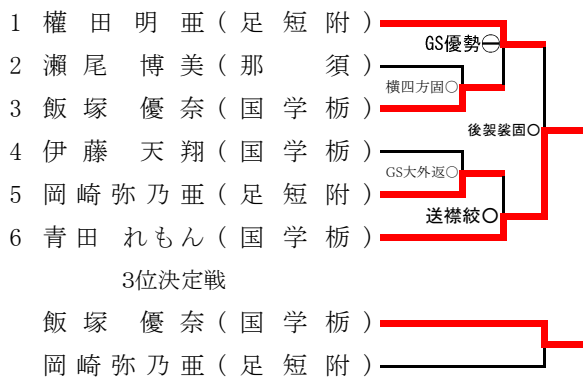 1 權田明亜(足短附)
GS優勢○
2 瀬尾博美(那須)
横四方固○
3 飯塚優奈(国学栃)
後袈裟固○
4 伊藤天翔(国学栃)
GS大外返○
5 岡崎弥乃亜(足短附)
送襟絞○
6 青田れもん(国学栃)
3位決定戦
飯塚優奈(国学栃)
岡崎弥乃亜(足短附)